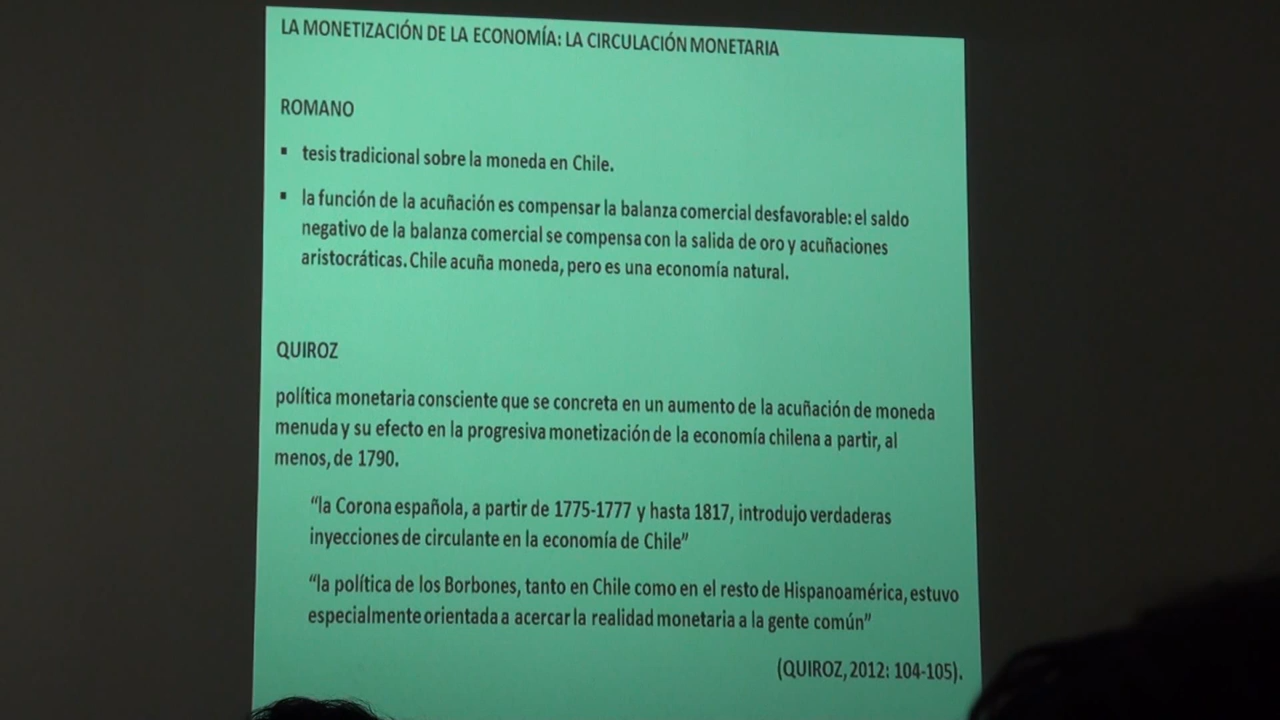 LA MONETIZACIÓN DE LA ECONOMÍA: LA CIRCULACIÓN MONETARIA
ROMANO
▪ tesis tradicional sobre la moneda en Chile.
▪ la función de la acuñación es compensar la balanza comercial desfavorable: el saldo
negativo de la balanza comercial se compensa con la salida de oro y acuñaciones
aristocráticas. Chile acuña moneda, pero es una economía natural.
QUIROZ
política monetaria consciente que se concreta en un aumento de la acuñación de moneda
menuda y su efecto en la progresiva monetización de la economía chilena a partir, al
menos, de 1790.
“la Corona española, a partir de 1775-1777 y hasta 1817, introdujo verdaderas
inyecciones de circulante en la economía de Chile”
“la política de los Borbones, tanto en Chile como en el resto de Hispanoamérica, estuvo
especialmente orientada a acercar la realidad monetaria a la gente común”
(QUIROZ, 2012: 104-105).